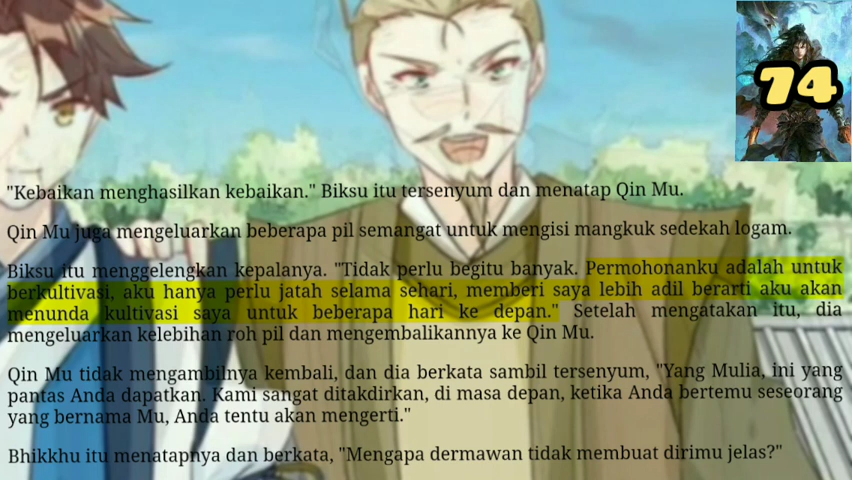 74
"Kebaikan menghasilkan kebaikan." Biksu itu tersenyum dan menatap Qin Mu.
Qin Mu juga mengeluarkan beberapa pil semangat untuk mengisi mangkuk sedekah logam.
Biksu itu menggelengkan kepalanya. "Tidak perlu begitu banyak. Permohonanku adalah untuk
berkultivasi, aku hanya perlu jatah selama sehari, memberi saya lebih adil berarti aku akan
menunda kultivasi saya untuk beberapa hari ke depan." Setelah mengatakan itu, dia
mengeluarkan kelebihan roh pil dan mengembalikannya ke Qin Mu.
Qin Mu tidak mengambilnya kembali, dan dia berkata sambil tersenyum, "Yang Mulia, ini yang
pantas Anda dapatkan. Kami sangat ditakdirkan, di masa depan, ketika Anda bertemu seseorang
yang bernama Mu, Anda tentu akan mengerti."
Bhikkhu itu menatapnya dan berkata, "Mengapa dermawan tidak membuat dirimu jelas?"